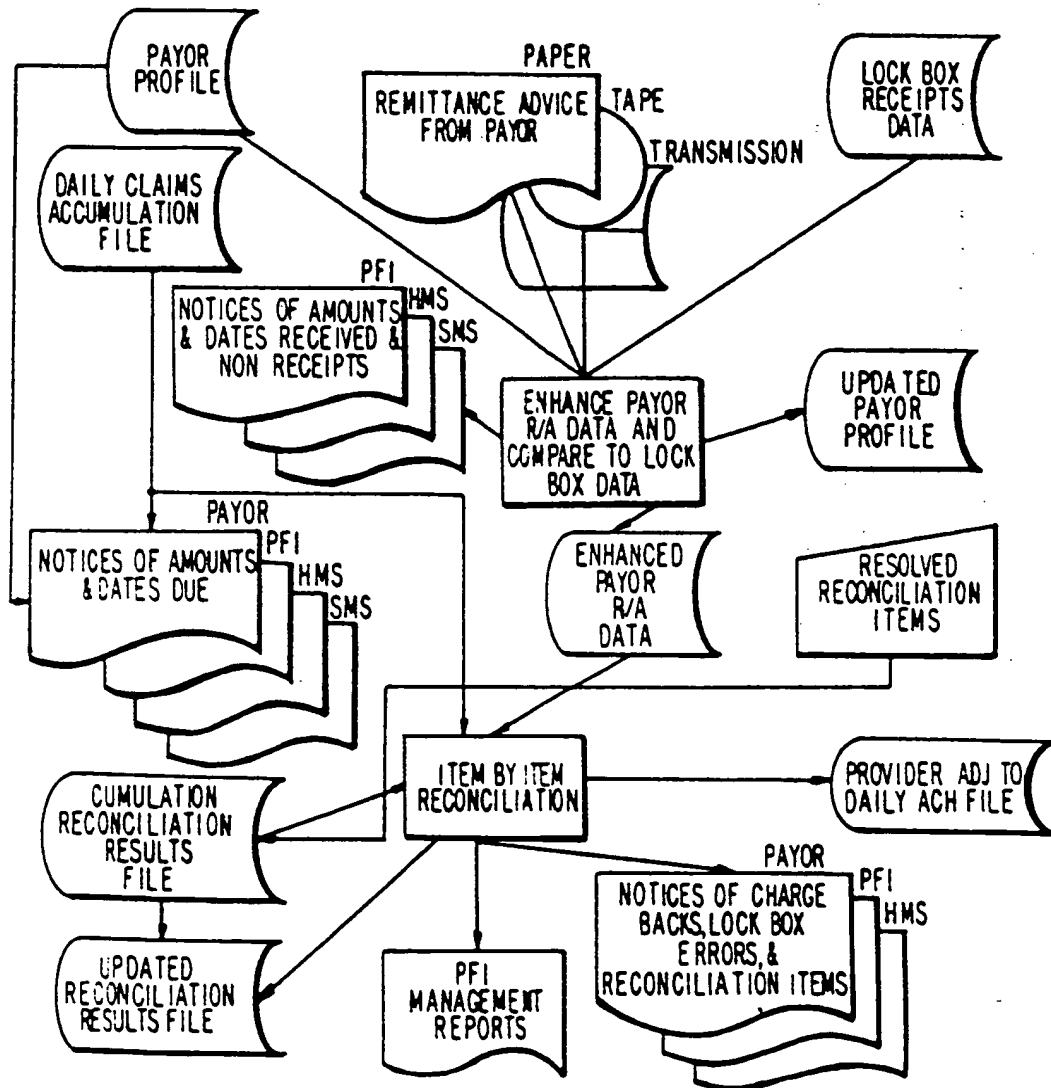 PAYOR
PROFILE
PAPER
REMITTANCE ADVICE
FROM PAYOR
TAPE
TRANSMISSION
LOCK BOX
RECEIPTS
DATA
DAILY CLAIMS
ACCUMULATION
FILE
PFI
HMS
SMS
NOTICES OF AMOUNTS
& DATES RECEIVED &
NON RECEIPTS
ENHANCE PAYOR
R/A DATA AND
COMPARE TO LOCK
BOX DATA
UPDATED
PAYOR
PROFILE
PAYOR
PFI
HMS
SMS
NOTICES OF AMOUNTS
& DATES DUE
ENHANCED
PAYOR
R/A
DATA
RESOLVED
RECONCILIATION
ITEMS
CUMULATION
RECONCILIATION
RESULTS
FILE
ITEM BY ITEM
RECONCILIATION
PROVIDER ADJ TO
DAILY ACH FILE
PAYOR
PFI
HMS
NOTICES OF CHARGE
BACKS, LOCK BOX
ERRORS, &
RECONCILIATION ITEMS
UPDATED
RECONCILIATION
RESULTS FILE
PFI
MANAGEMENT
REPORTS